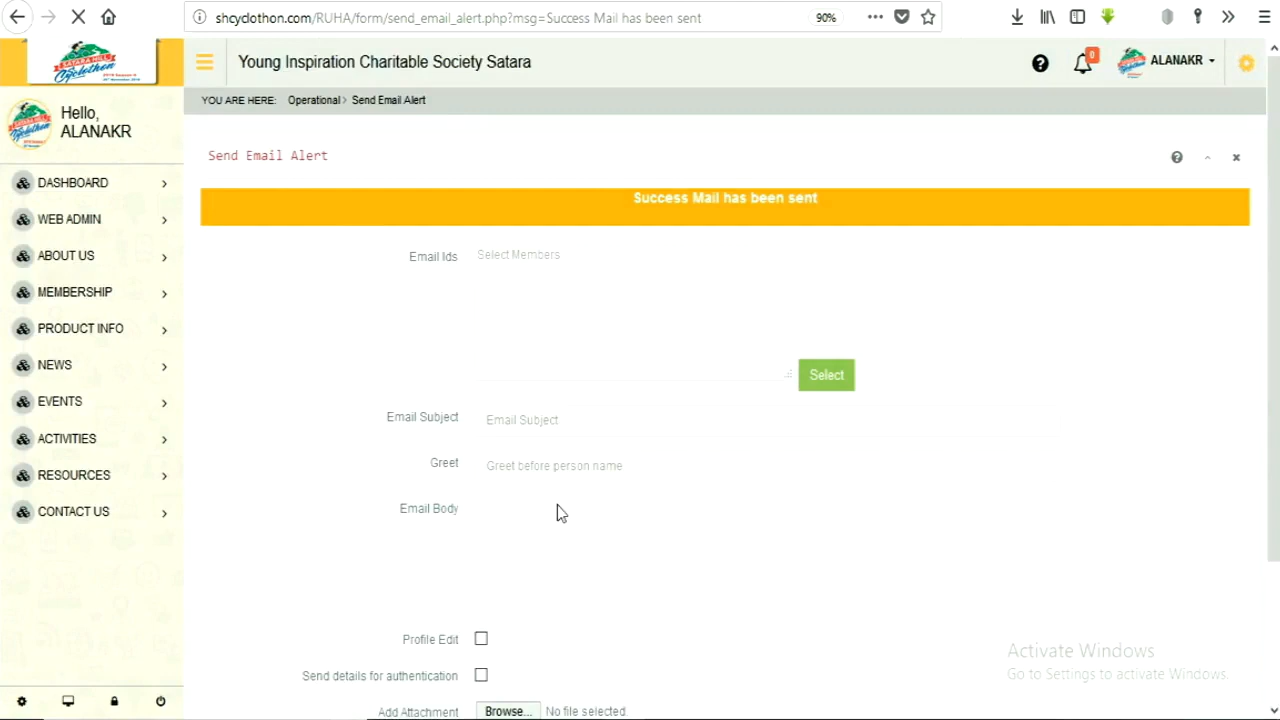 shcyclothon.com/RUHA/form/send_email_alert.php?msg=Success Mail has been sent
90%
SATARA HILL
Cyclothon
Young Inspiration Charitable Society Satara
0
ALANAKR
YOU ARE HERE: Operational > Send Email Alert
Hello,
ALANAKR
Send Email Alert
Success Mail has been sent
DASHBOARD
WEB ADMIN
ABOUT US
MEMBERSHIP
PRODUCT INFO
NEWS
EVENTS
ACTIVITIES
RESOURCES
CONTACT US
Email Ids
Select Members
Select
Email Subject
Email Subject
Greet
Greet before person name
Email Body
Profile Edit
Send details for authentication
Add Attachment
Browse...
No file selected.
Activate Windows
Go to Settings to activate Windows.